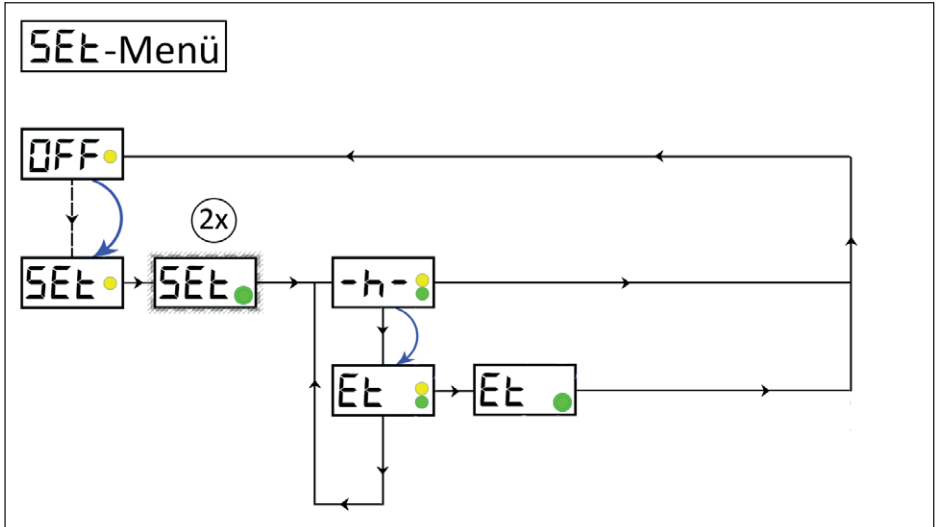 SEt-Menü
OFF
2x
SEt
SEt
-h-
Et
Et